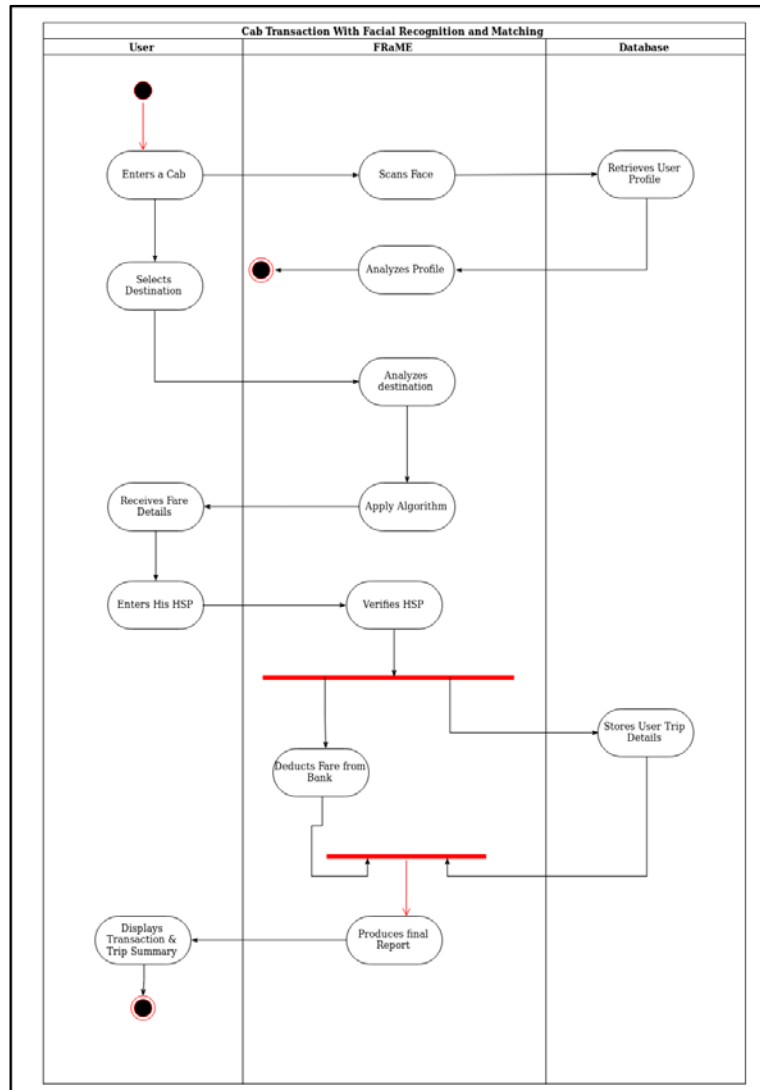 Cab Transaction With Facial Recognition and Matching
User
FRaME
Database
Enters a Cab
Scans Face
Retrieves User
Profile
Analyzes Profile
Selects
Destination
Analyzes
destination
Receives Fare
Details
Apply Algorithm
Enters His HSP
Verifies HSP
Stores User Trip
Details
Deducts Fare from
Bank
Displays
Transaction &
Trip Summary
Produces final
Report